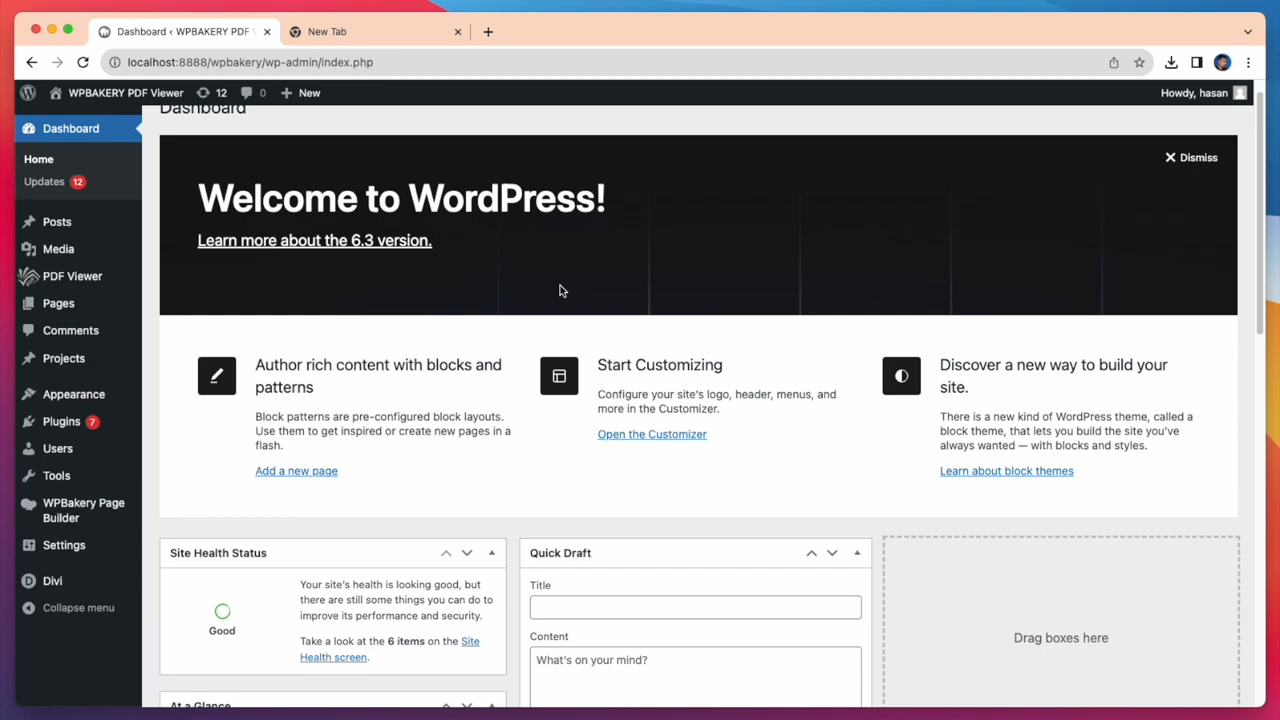 Dashboard ‹ WPBAKERY PDF V
New Tab
localhost:8888/wpbakery/wp-admin/index.php
WPBAKERY PDF Viewer
12
0
New
Howdy, hasan
Dashboard
Dashboard
Home
Updates 12
Posts
Media
PDF Viewer
Pages
Comments
Projects
Appearance
Plugins 7
Users
Tools
WPBakery Page
Builder
Settings
Divi
Collapse menu
Dismiss
Welcome to WordPress!
Learn more about the 6.3 version.
Author rich content with blocks and
patterns
Block patterns are pre-configured block layouts.
Use them to get inspired or create new pages in a
flash.
Add a new page
Start Customizing
Configure your site's logo, header, menus, and
more in the Customizer.
Open the Customizer
Discover a new way to build your
site.
There is a new kind of WordPress theme, called a
block theme, that lets you build the site you've
always wanted — with blocks and styles.
Learn about block themes
Site Health Status
Good
Your site's health is looking good, but
there are still some things you can do to
improve its performance and security.
Take a look at the 6 items on the Site
Health screen.
At a Glance
Quick Draft
Title
Content
What's on your mind?
Drag boxes here